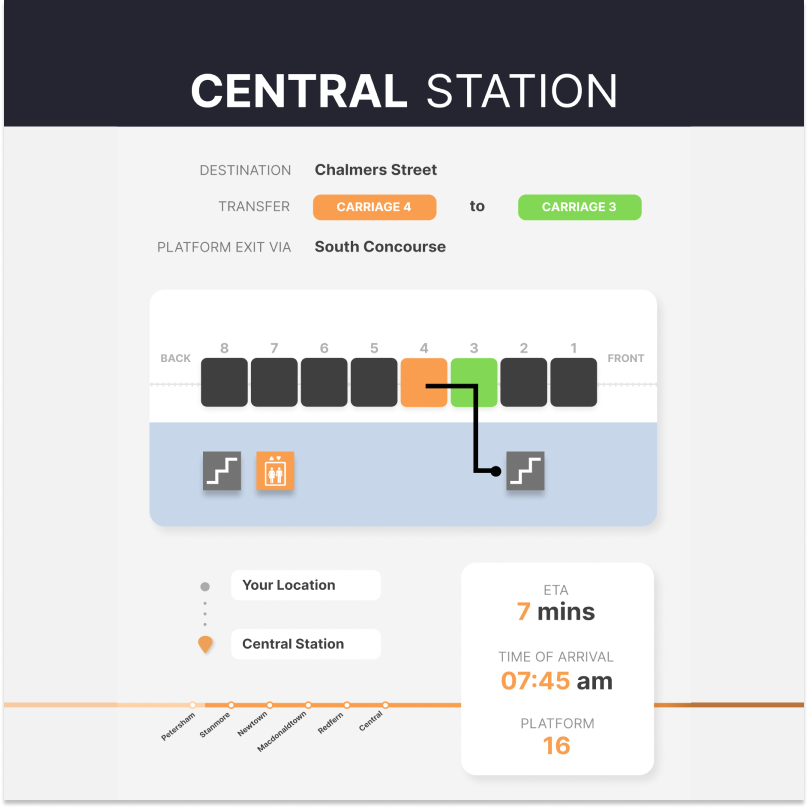 CENTRAL STATION
DESTINATION Chalmers Street
TRANSFER CARRIAGE 4 to CARRIAGE 3
PLATFORM EXIT VIA South Concourse
8 7 6 5 4 3 2 1
BACK FRONT
Your Location
Central Station
ETA
7 mins
TIME OF ARRIVAL
07:45 am
PLATFORM
16
Petersham
Stanmore
Newtown
Macdonaldtown
Redfern
Central